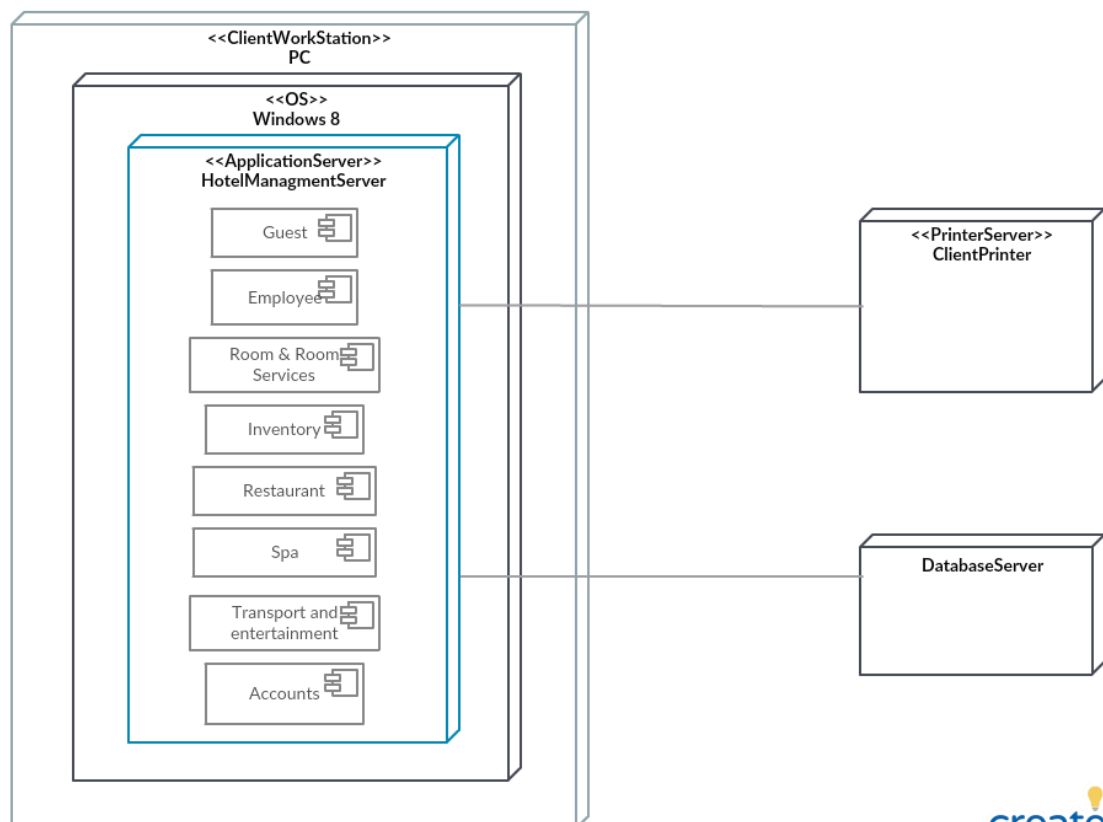 <<ClientWorkStation>>
PC
<<OS>>
Windows 8
<<ApplicationServer>>
HotelManagmentServer
Guest
Employee
Room & Room
Services
Inventory
Restaurant
Spa
Transport and
entertainment
Accounts
<<PrinterServer>>
ClientPrinter
DatabaseServer